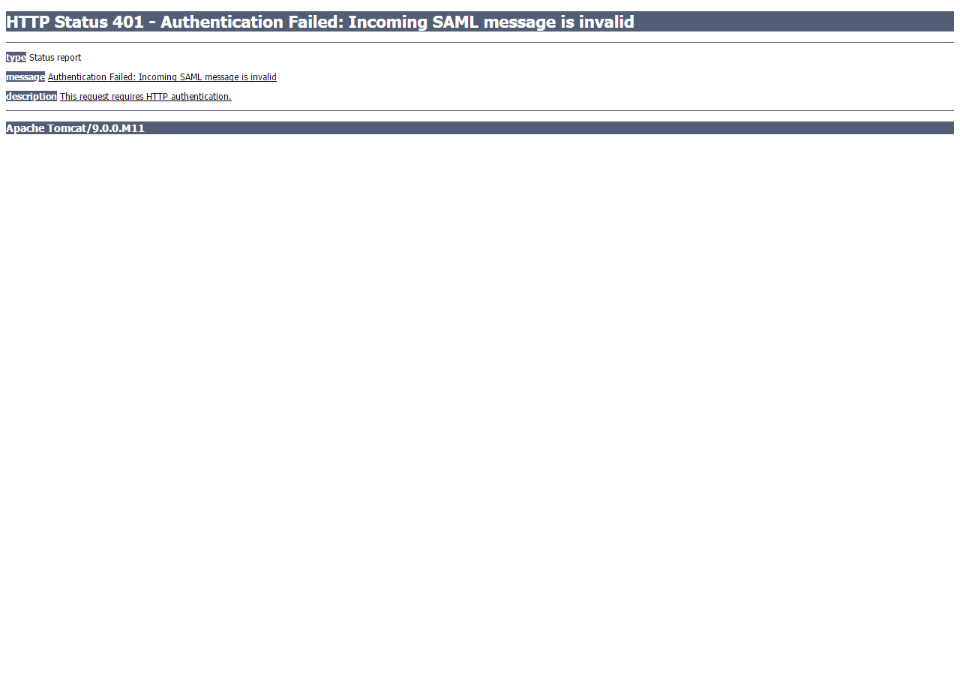 HTTP Status 401 - Authentication Failed: Incoming SAML message is invalid
type Status report
message Authentication Failed: Incoming SAML message is invalid
description This request requires HTTP authentication.
Apache Tomcat/9.0.0.M11